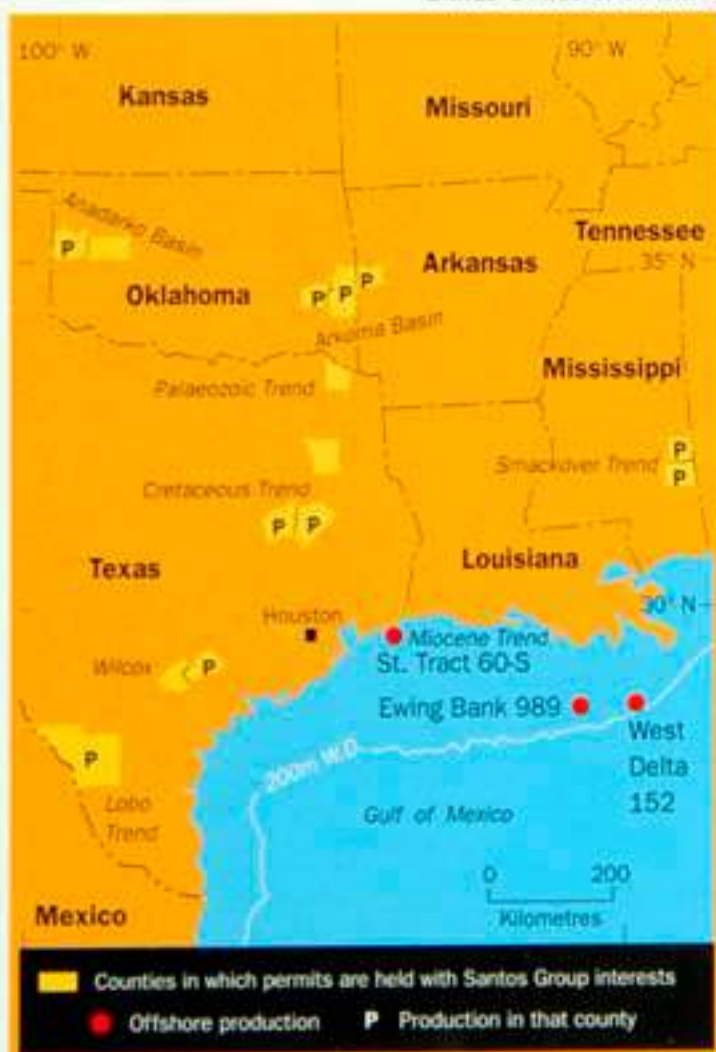 100° W
90° W
Kansas
Missouri
Anadarko Basin
P
Tennessee
Arkansas
35° N
Oklahoma
P P P
Arkoma Basin
Mississippi
Palaeozoic Trend
P
Smackover Trend
P
Cretaceous Trend
P P
Louisiana
Texas
30° N
Houston
Miocene Trend
St. Tract 60-S
Wilcox
P
Ewing Bank 989
West
Delta
152
P
200m W.D
Lobo
Trend
Gulf of Mexico
0 200
Kilometres
Mexico
Counties in which permits are held with Santos Group interests
Offshore production P Production in that county